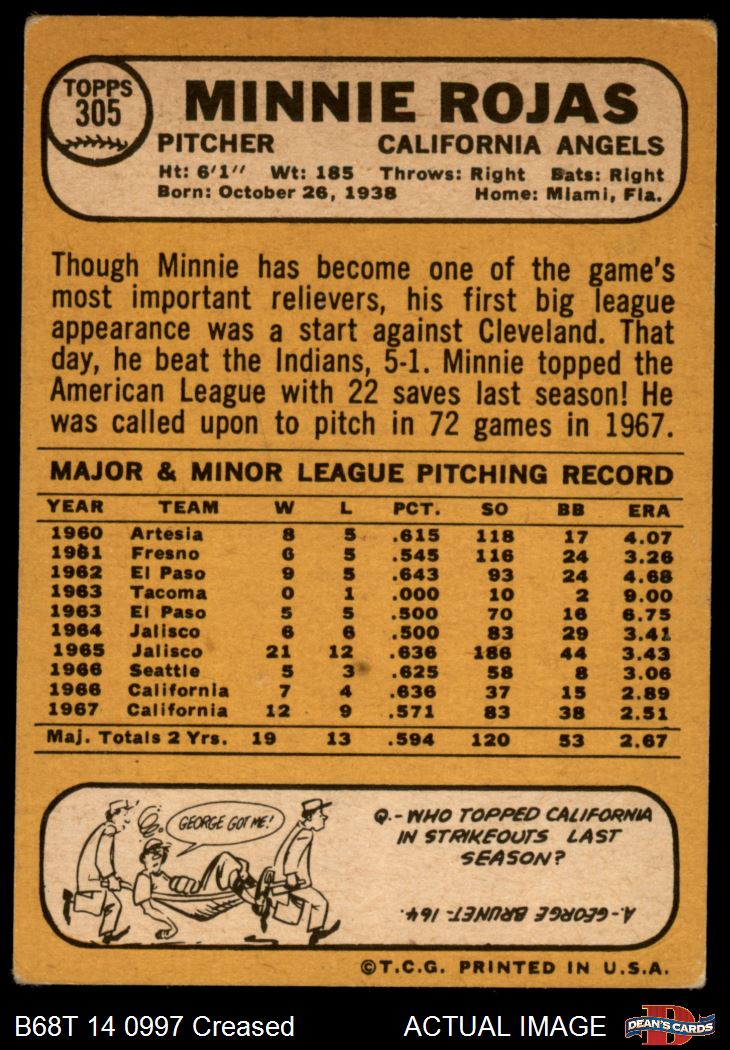 TOPPS
305
MINNIE ROJAS
PITCHER CALIFORNIA ANGELS
Ht: 6'1" Wt: 185 Throws: Right Bats: Right
Born: October 26, 1938 Home: Miami, Fla.
Though Minnie has become one of the game's
most important relievers, his first big league
appearance was a start against Cleveland. That
day, he beat the Indians, 5-1. Minnie topped the
American League with 22 saves last season! He
was called upon to pitch in 72 games in 1967.
MAJOR & MINOR LEAGUE PITCHING RECORD
YEAR TEAM W L PCT. SO BB ERA
1960 Artesia 8 5 .615 118 17 4.07
1961 Fresno 6 5 .545 116 24 3.26
1962 El Paso 9 5 .643 93 24 4.68
1963 Tacoma 0 1 .000 10 2 9.00
1963 El Paso 5 5 .500 70 16 6.75
1964 Jalisco 6 6 .500 83 29 3.41
1965 Jalisco 21 12 .636 186 44 3.43
1966 Seattle 5 3 .625 58 8 3.06
1966 California 7 4 .636 37 15 2.89
1967 California 12 9 .571 83 38 2.51
Maj. Totals 2 Yrs. 19 13 .594 120 53 2.67
GEORGE GOT ME!
Q.-WHO TOPPED CALIFORNIA
IN STRIKEOUTS LAST
SEASON?
A.-GEORGE BRUNET-164.
©T.C.G. PRINTED IN U.S.A.
B68T 14 0997 Creased ACTUAL IMAGE
D
DEAN'S CARDS